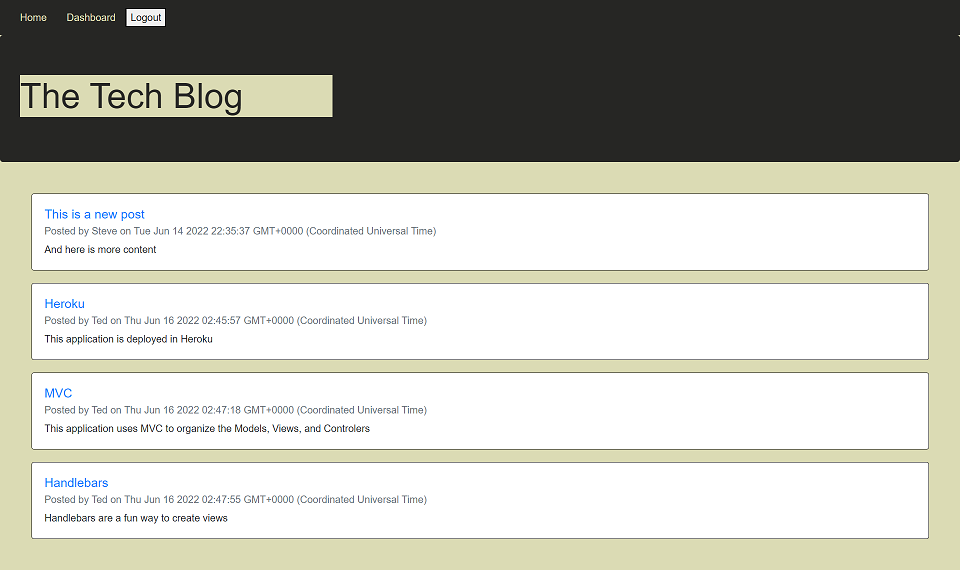 Home Dashboard Logout
The Tech Blog
This is a new post
Posted by Steve on Tue Jun 14 2022 22:35:37 GMT+0000 (Coordinated Universal Time)
And here is more content
Heroku
Posted by Ted on Thu Jun 16 2022 02:45:57 GMT+0000 (Coordinated Universal Time)
This application is deployed in Heroku
MVC
Posted by Ted on Thu Jun 16 2022 02:47:18 GMT+0000 (Coordinated Universal Time)
This application uses MVC to organize the Models, Views, and Controlers
Handlebars
Posted by Ted on Thu Jun 16 2022 02:47:55 GMT+0000 (Coordinated Universal Time)
Handlebars are a fun way to create views